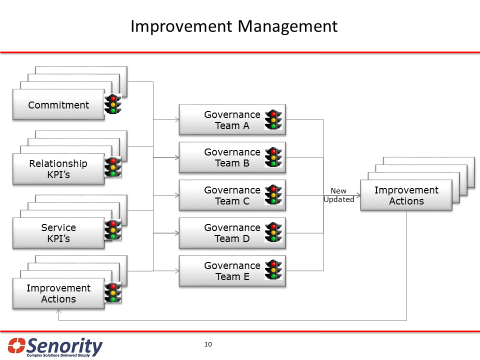 Improvement Management
Commitment
Relationship
KPI's
Service
KPI's
Improvement
Actions
Governance
Team A
Governance
Team B
Governance
Team C
Governance
Team D
Governance
Team E
New
Updated
Improvement
Actions
Senority
Complex Solutions Delivered Simply
10